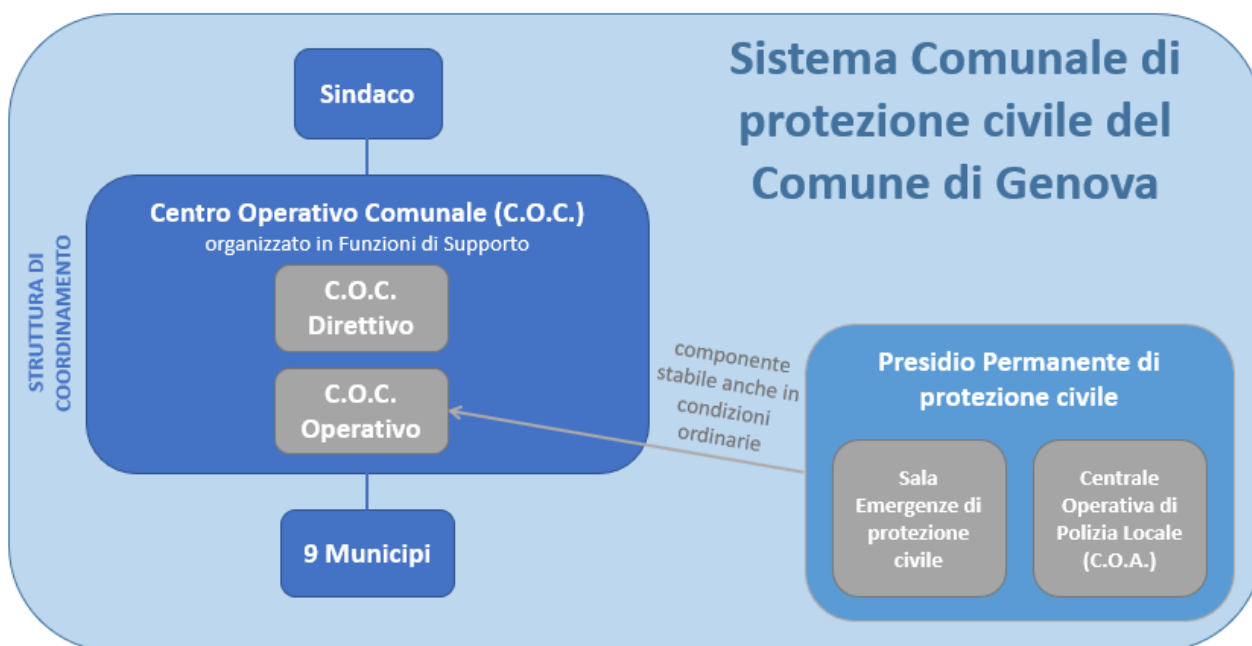 Sistema Comunale di
protezione civile del
Comune di Genova
Sindaco
STRUTTURA DI
COORDINAMENTO
Centro Operativo Comunale (C.O.C.)
organizzato in Funzioni di Supporto
C.O.C.
Direttivo
C.O.C.
Operativo
componente
stabile anche in
condizioni
ordinarie
Presidio Permanente di
protezione civile
Sala
Emergenze di
protezione
civile
Centrale
Operativa di
Polizia Locale
(C.O.A.)
9 Municipi